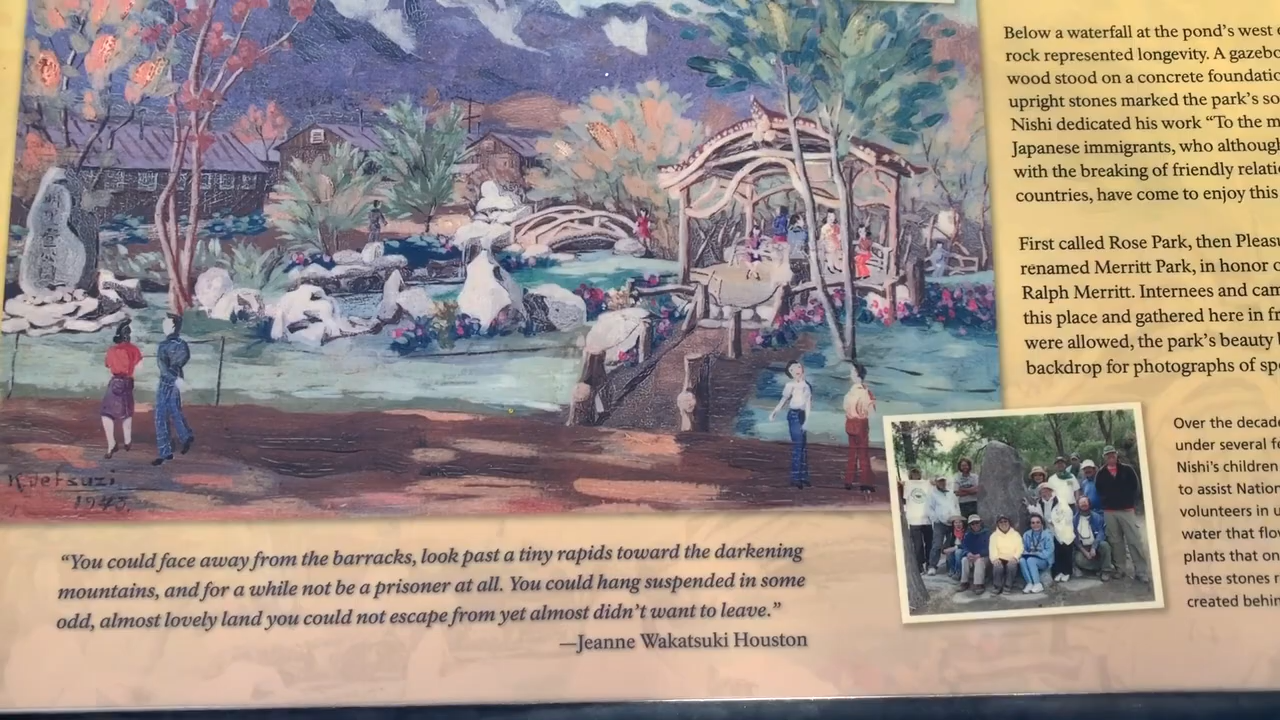 Below a waterfall at the pond's west
rock represented longevity. A gazebo
wood stood on a concrete foundatio
upright stones marked the park's so
Nishi dedicated his work "To the m
Japanese immigrants, who although
with the breaking of friendly relati
countries, have come to enjoy this
First called Rose Park, then Pleas
renamed Merritt Park, in honor o
Ralph Merritt. Internees and cam
this place and gathered here in fr
were allowed, the park's beauty
backdrop for photographs of sp
Over the decad
under several f
Nishi's children
to assist Nation
volunteers in u
water that flo
plants that on
these stones r
created behin
1943
"You could face away from the barracks, look past a tiny rapids toward the darkening
mountains, and for a while not be a prisoner at all. You could hang suspended in some
odd, almost lovely land you could not escape from yet almost didn't want to leave."
—Jeanne Wakatsuki Houston